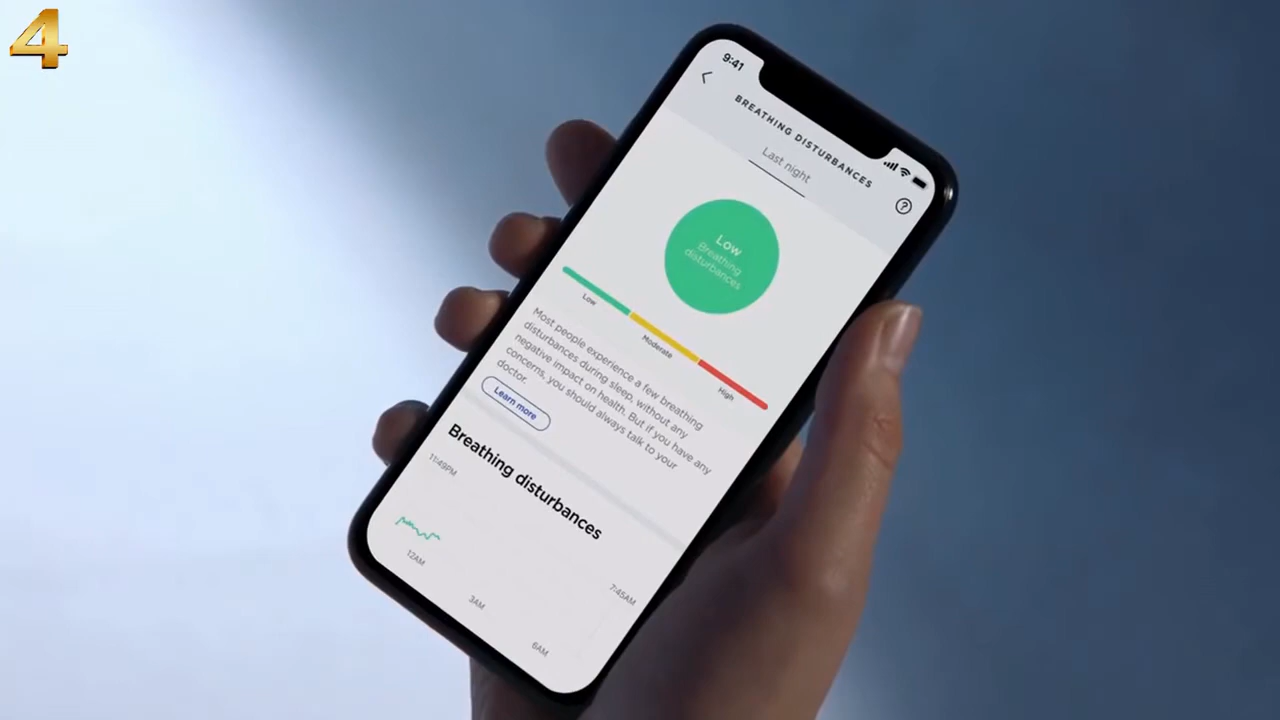 4
9:41
BREATHING DISTURBANCES
Last night
?
Low
Breathing
disturbances
Low
Moderate
High
Most people experience a few breathing
disturbances during sleep, without any
negative impact on health. But if you have any
concerns, you should always talk to your
doctor.
Learn more
Breathing disturbances
11:49PM
7:45AM
12AM
3AM
6AM